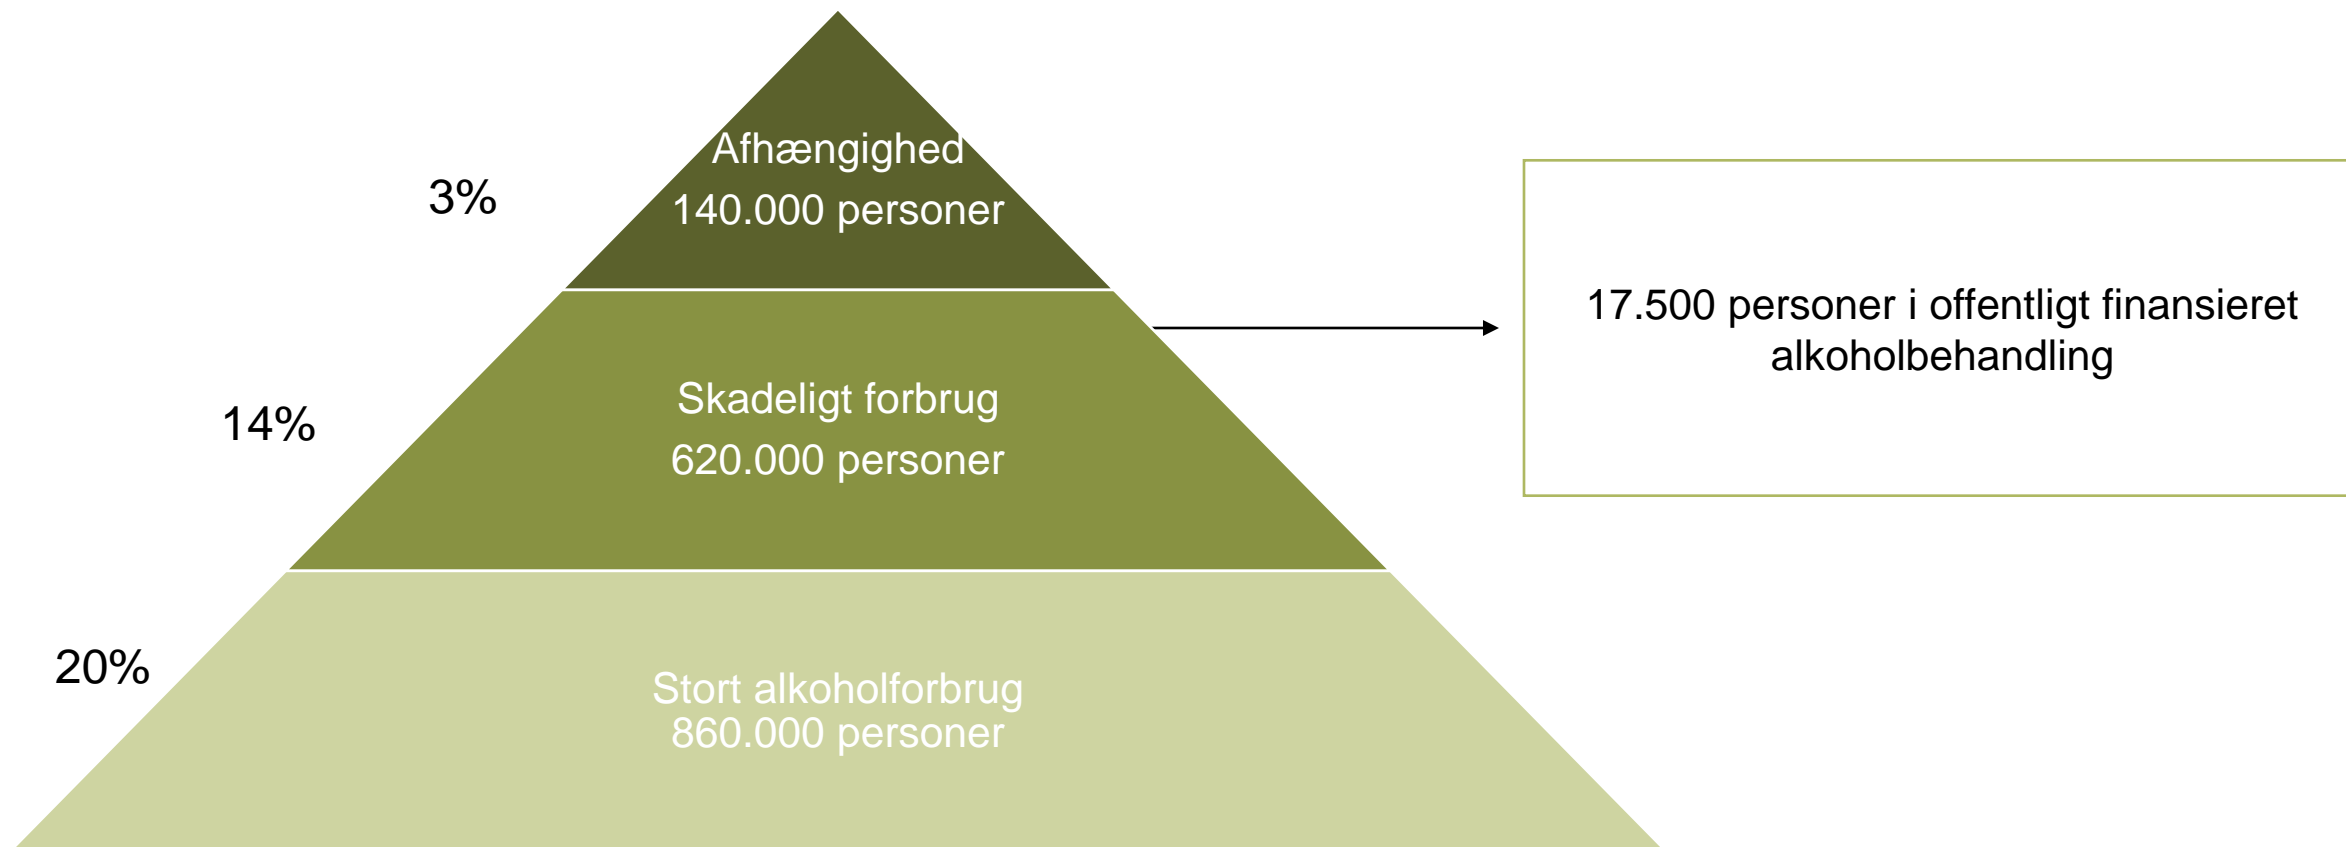 Afhængighed
3%
140.000 personer
17.500 personer i offentligt finansieret
alkoholbehandling
Skadeligt forbrug
14%
620.000 personer
20%
Stort alkoholforbrug
860.000 personer